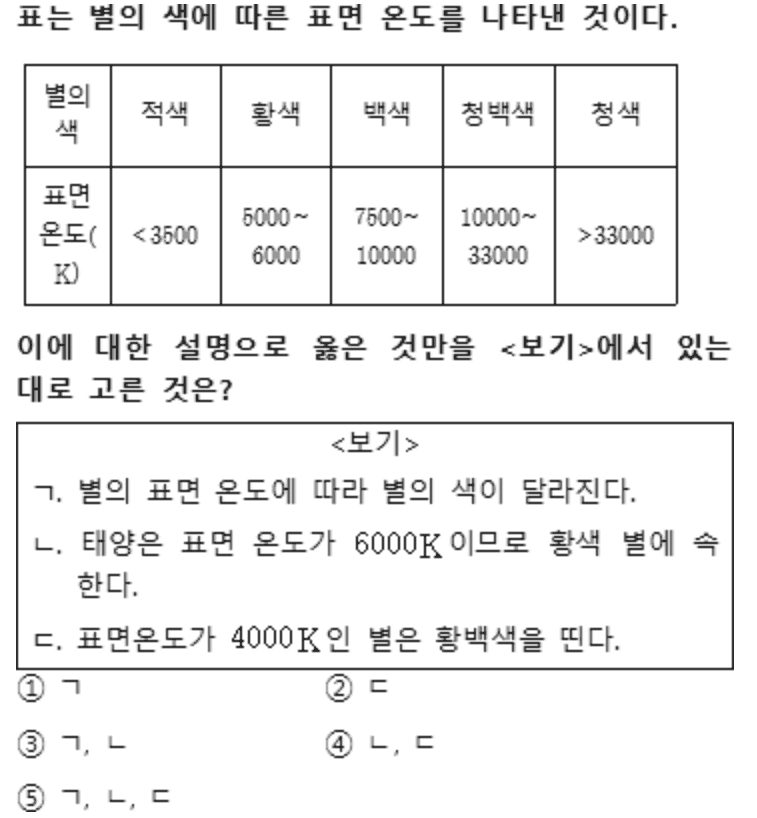 표는 별의 색에 따른 표면 온도를 나타낸 것이다.
별의 색 적색 황색 백색 청백색 청색
표면 온도(K) <3500 5000~6000 7500~10000 10000~33000 >33000
이에 대한 설명으로 옳은 것만을 <보기>에서 있는
대로 고른 것은?
<보기>
ㄱ. 별의 표면 온도에 따라 별의 색이 달라진다.
ㄴ. 태양은 표면 온도가 6000K이므로 황색 별에 속
한다.
ㄷ. 표면온도가 4000K인 별은 황백색을 띤다.
① ㄱ ② ㄷ
③ ㄱ, ㄴ ④ ㄴ, ㄷ
⑤ ㄱ, ㄴ, ㄷ